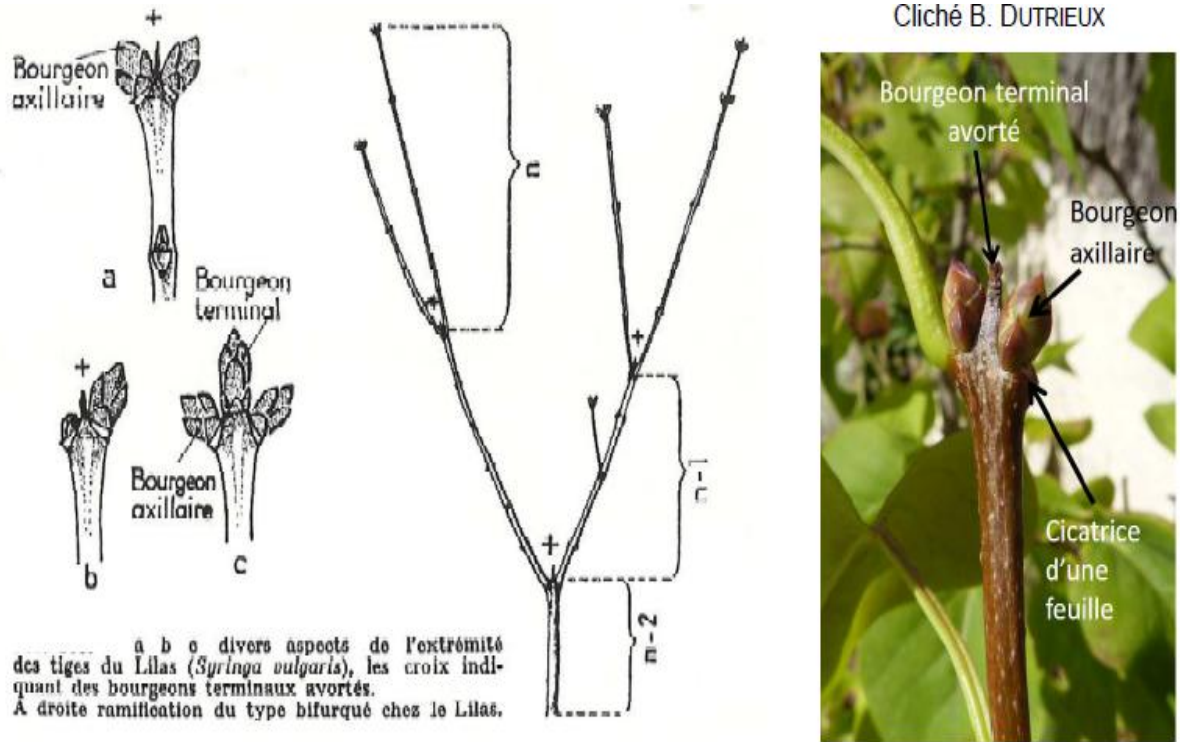 Cliché B. DUTRIEUX
+
Bourgeon
axillaire
a
Bourgeon
terminal
+
Bourgeon
axillaire
b
c
n
+
+
n-1
+
n-2
a b c divers aspects de l'extrémité
des tiges du Lilas (Syringa vulgaris), les croix indi-
quant des bourgeons terminaux avortés.
A droite ramification du type bifurqué chez le Lilas.
Bourgeon terminal
avorté
Bourgeon
axillaire
Cicatrice
d'une
feuille